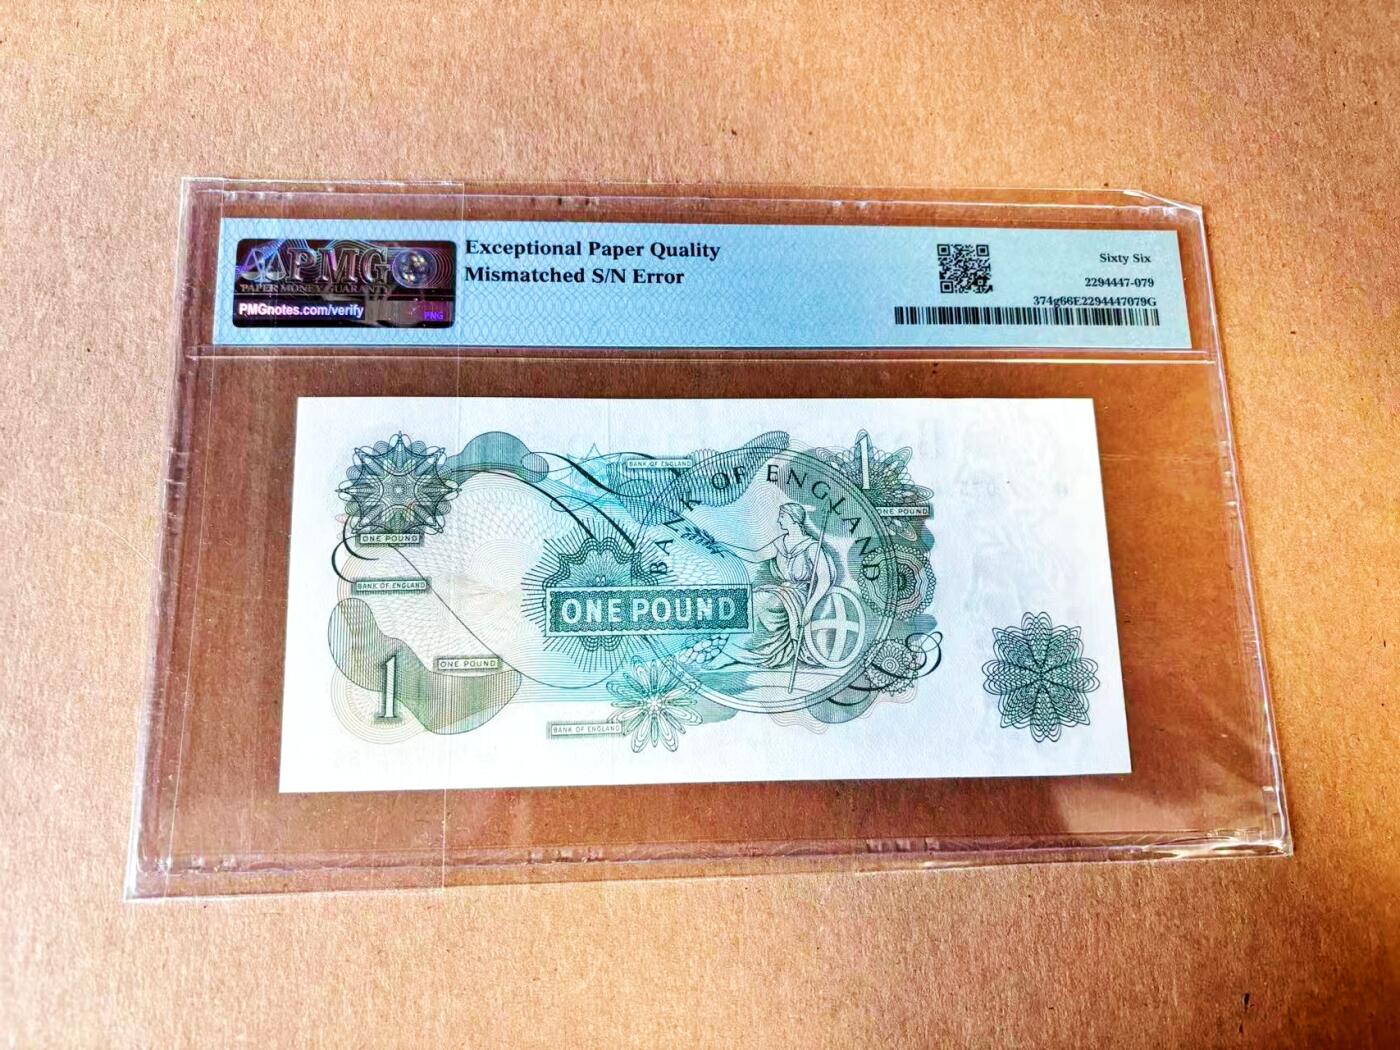 PMG
PAPER MONEY GUARANTY
PMGnotes.com/verify
PNG
Exceptional Paper Quality
Mismatched S/N Error
Sixty Six
2294447-079
374g66E2294447079G
BANK OF ENGLAND
BANK OF ENGLAND
1
ONE POUND
ONE POUND
BANK OF ENGLAND
ONE POUND
1
ONE POUND
BANK OF ENGLAND